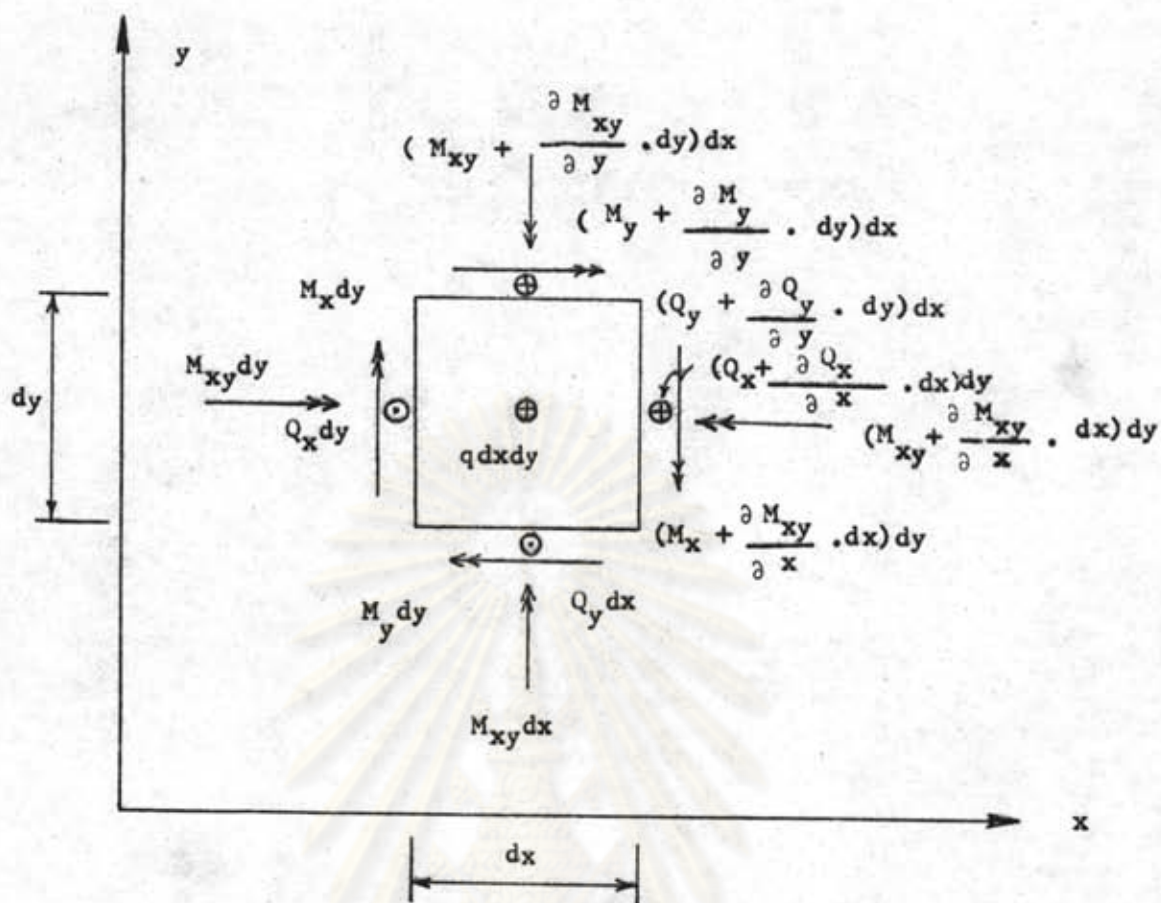 y
( M_xy + ∂ M_xy / ∂ y . dy) dx
( M_y + ∂ M_y / ∂ y . dy) dx
M_x dy
(Q_y + ∂ Q_y / ∂ y . dy) dx
M_xy dy
(Q_x + ∂ Q_x / ∂ x . dx) dy
dy
Q_x dy
(M_xy + ∂ M_xy / ∂ x . dx) dy
q dxdy
(M_x + ∂ M_xy / ∂ x . dx) dy
M_y dy
Q_y dx
M_xy dx
x
dx